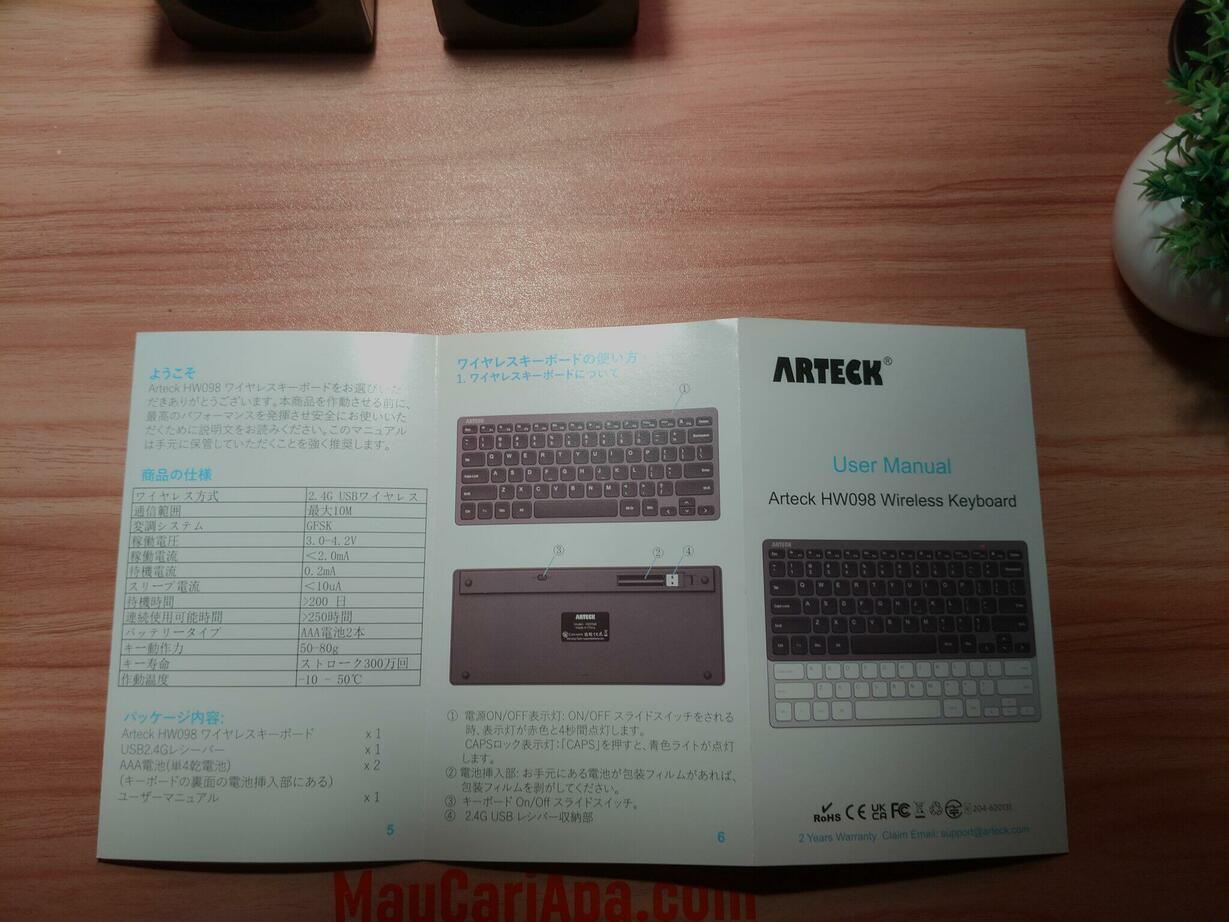 ようこそ
Arteck HW098 ワイヤレスキーボードをお選びいた
だきありがとうございます。本商品を作動させる前に、
最高のパフォーマンスを発揮させ安全にお使いいた
だくために説明文をお読みください。このマニュアル
は手元に保管していただくことを強く推奨します。
商品の仕様
ワイヤレス方式 2.4G USBワイヤレス
通信範囲 最大10M
変調システム GFSK
稼働電圧 3.0-4.2V
稼働電流 <2.0mA
待機電流 0.2mA
スリープ電流 <10uA
待機時間 >200 日
連続使用可能時間 >250時間
バッテリータイプ AAA電池2本
キー動作力 50-80g
キー寿命 ストローク300万回
作動温度 -10 - 50℃
パッケージ内容:
Arteck HW098 ワイヤレスキーボード x 1
USB2.4Gレシーバー x 1
AAA電池(単4乾電池) x 2
(キーボードの裏面の電池挿入部にある)
ユーザーマニュアル x 1
5
ワイヤレスキーボードの使い方
1. ワイヤレスキーボードについて
①
ARTECK
③ ② ④
ARTECK
① 電源ON/OFF表示灯: ON/OFF スライドスイッチをされる
時、表示灯が赤色と4秒間点灯します。
CAPSロック表示灯:「CAPS」を押すと、青色ライトが点灯
します。
② 電池挿入部: お手元にある電池が包装フィルムがあれば、
包装フィルムを剥がしてください。
③ キーボード On/Off スライドスイッチ。
④ 2.4G USB レシバー収納部
6
ARTECK®
User Manual
Arteck HW098 Wireless Keyboard
ARTECK
RoHS CE UK CA FC 204-620131
2 Years Warranty Claim Email: support@arteck.com
MauCariApa.com